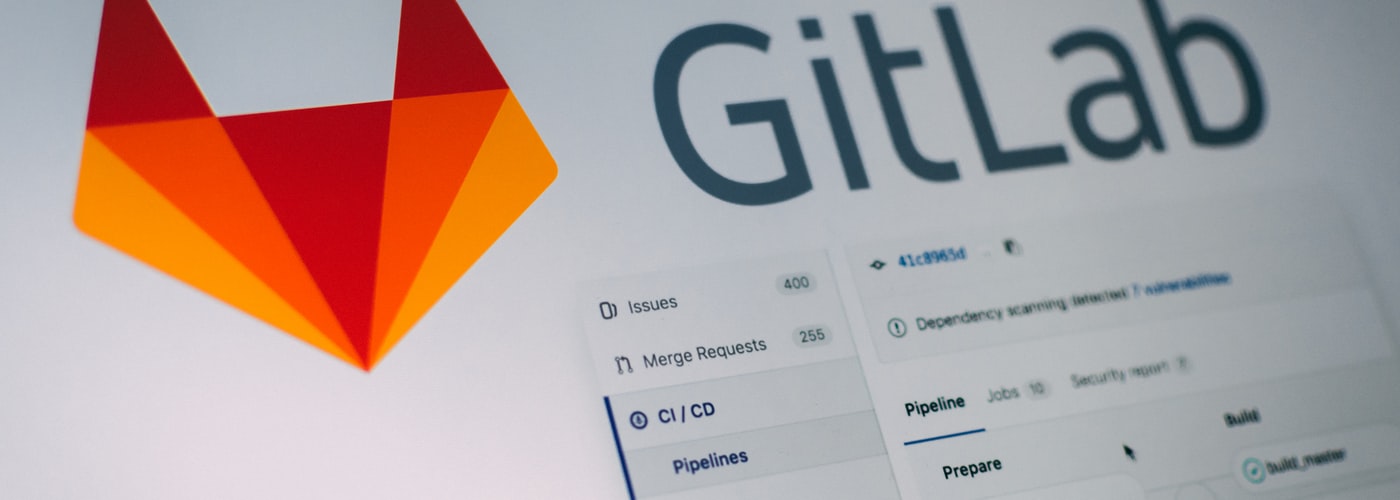 GitLab
Issues 400
Merge Requests 255
CI / CD
Pipelines
41c8965d
Dependency scanning detected 7 vulnerabilities
Pipeline Jobs 10 Security report 7
Build
Prepare
build_master